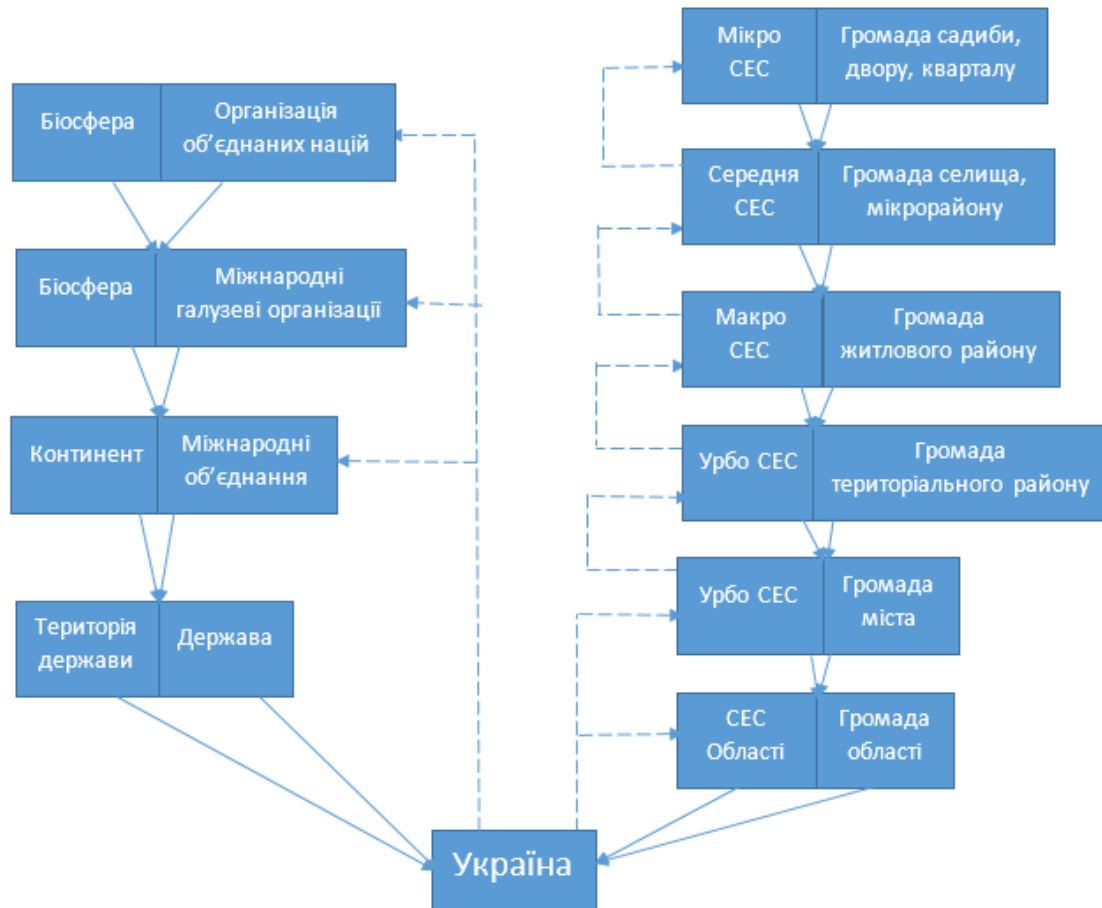 Біосфера
Організація
об’єднаних націй
Біосфера
Міжнародні
галузеві організації
Континент
Міжнародні
об’єднання
Територія
держави
Держава
Мікро
СЕС
Громада садиби,
двору, кварталу
Середня
СЕС
Громада селища,
мікрорайону
Макро
СЕС
Громада
житлового району
Урбо СЕС
Громада
територіального району
Урбо СЕС
Громада
міста
СЕС
Області
Громада
області
Україна